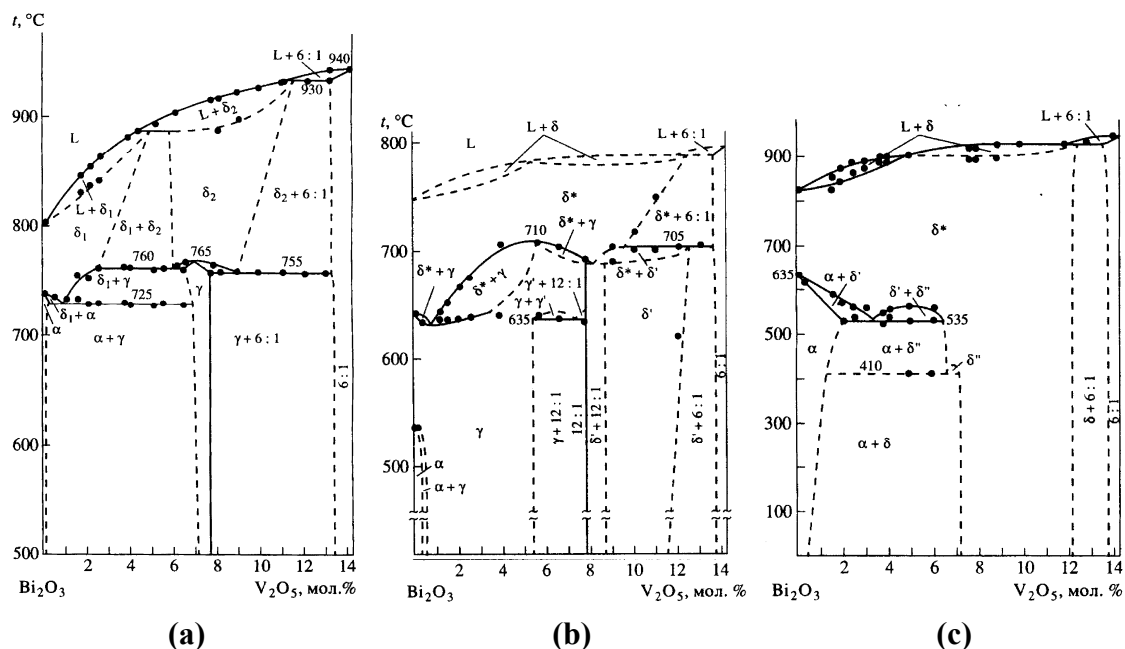 t, °C
L + 6 : 1
940
930
900
L
L + δ₂
δ₂
L + δ₁
800
δ₁
δ₁ + δ₂
δ₂ + 6 : 1
760
765
755
δ₁ + γ
γ
725
δ₁ + α
α
700
α + γ
γ + 6 : 1
6 : 1
600
500
2
4
6
8
10
12
14
Bi₂O₃
V₂O₅, мол. %
(a)
t, °C
L + δ
L + 6 : 1
800
L
δ*
710
δ* + γ
δ* + 6 : 1
705
700
δ* + γ
δ* + γ
δ* + δ'
γ' + 12 : 1
γ + γ'
635
δ'
600
γ
γ + 12 : 1
12 : 1
δ' + 12 : 1
δ' + 6 : 1
6 : 1
α
500
α + γ
2
4
6
8
10
12
14
Bi₂O₃
V₂O₅, мол. %
(b)
L + δ
L + 6 : 1
900
δ*
700
635
α + δ'
δ' + δ"
535
500
α
α + δ"
410
δ"
300
α + δ
δ + 6 : 1
6 : 1
100
2
4
6
8
10
12
14
Bi₂O₃
V₂O₅, мол. %
(c)